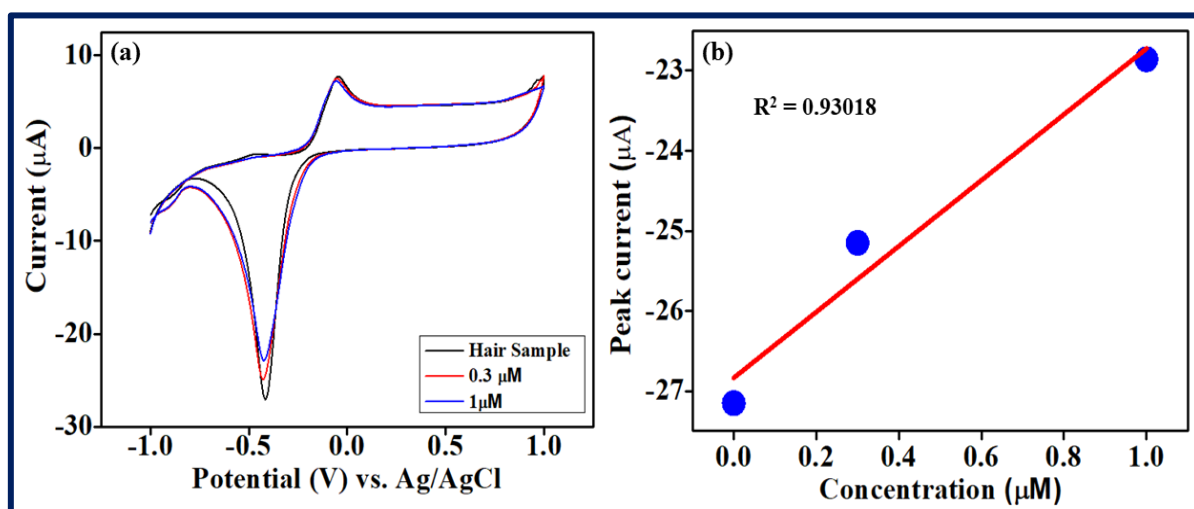 (a)
10
0
-10
-20
-30
Current (μA)
-1.0 -0.5 0.0 0.5 1.0
Potential (V) vs. Ag/AgCl
Hair Sample
0.3 μM
1μM
(b)
R² = 0.93018
-23
-24
-25
-26
-27
Peak current (μA)
0.0 0.2 0.4 0.6 0.8 1.0
Concentration (μM)